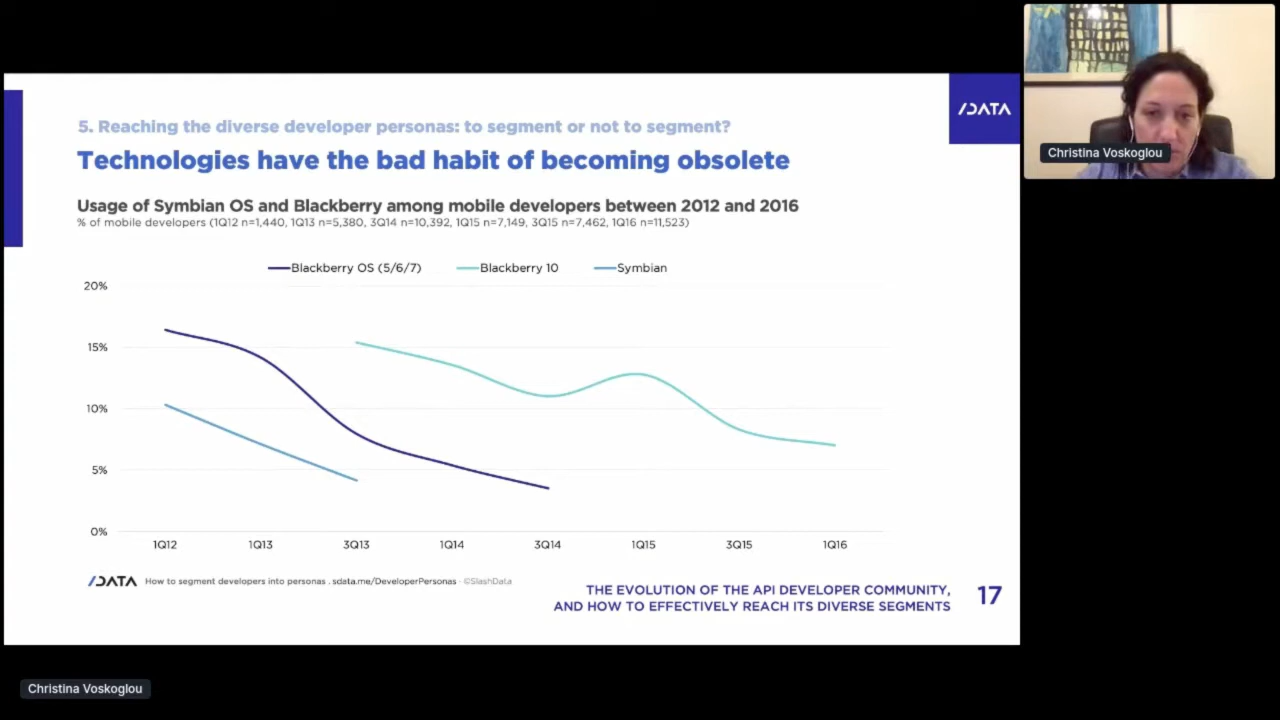 /DATA
5. Reaching the diverse developer personas: to segment or not to segment?
Technologies have the bad habit of becoming obsolete
Usage of Symbian OS and Blackberry among mobile developers between 2012 and 2016
% of mobile developers (1Q12 n=1,440, 1Q13 n=5,380, 3Q14 n=10,392, 1Q15 n=7,149, 3Q15 n=7,462, 1Q16 n=11,523)
Blackberry OS (5/6/7) Blackberry 10 Symbian
20%
15%
10%
5%
0%
1Q12 1Q13 3Q13 1Q14 3Q14 1Q15 3Q15 1Q16
/DATA How to segment developers into personas . sdata.me/DeveloperPersonas · ©SlashData
THE EVOLUTION OF THE API DEVELOPER COMMUNITY,
AND HOW TO EFFECTIVELY REACH ITS DIVERSE SEGMENTS
17
Christina Voskoglou
Christina Voskoglou